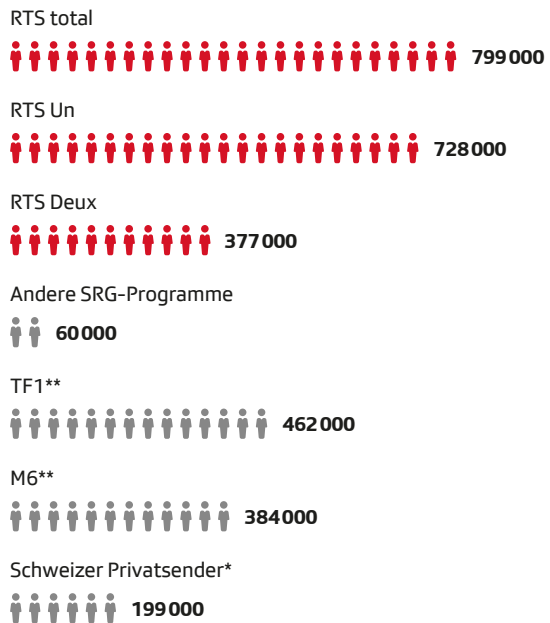 RTS total
799 000
RTS Un
728 000
RTS Deux
377 000
Andere SRG-Programme
60 000
TF1**
462 000
M6**
384 000
Schweizer Privatsender*
199 000